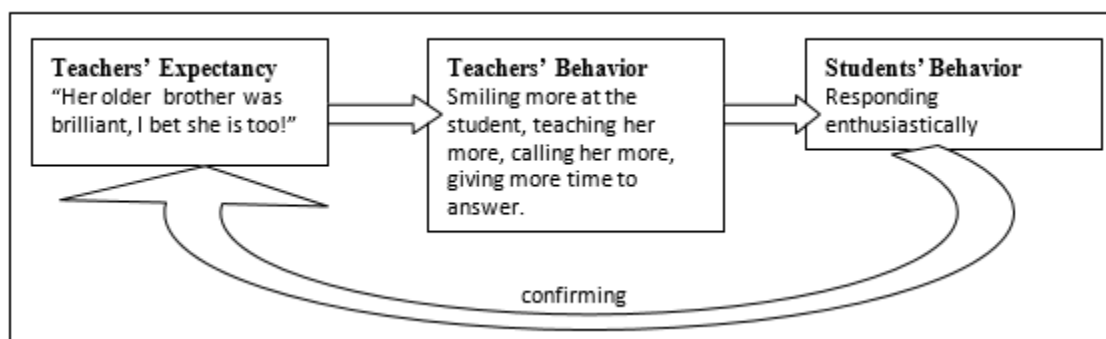 Teachers' Expectancy
“Her older brother was
brilliant, I bet she is too!”
Teachers' Behavior
Smiling more at the
student, teaching her
more, calling her more,
giving more time to
answer.
Students' Behavior
Responding
enthusiastically
confirming